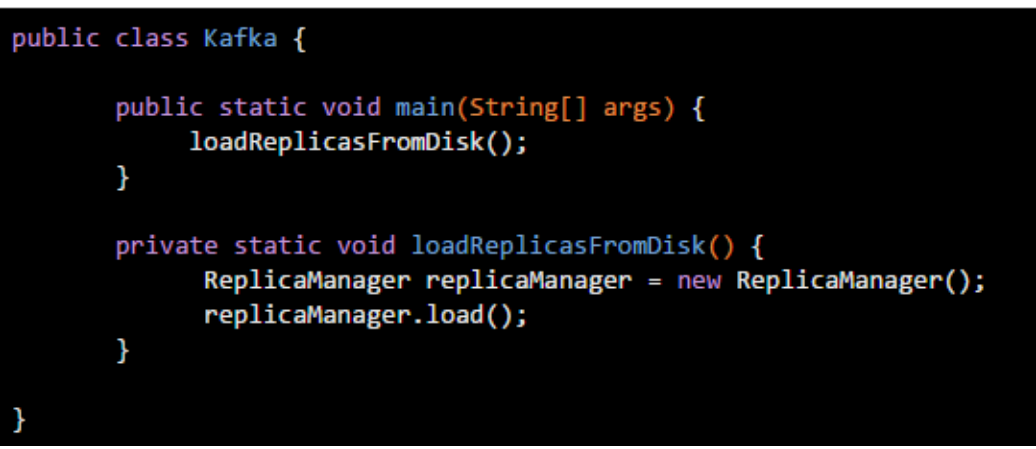 public class Kafka {
public static void main(String[] args) {
loadReplicasFromDisk();
}
private static void loadReplicasFromDisk() {
ReplicaManager replicaManager = new ReplicaManager();
replicaManager.load();
}
}